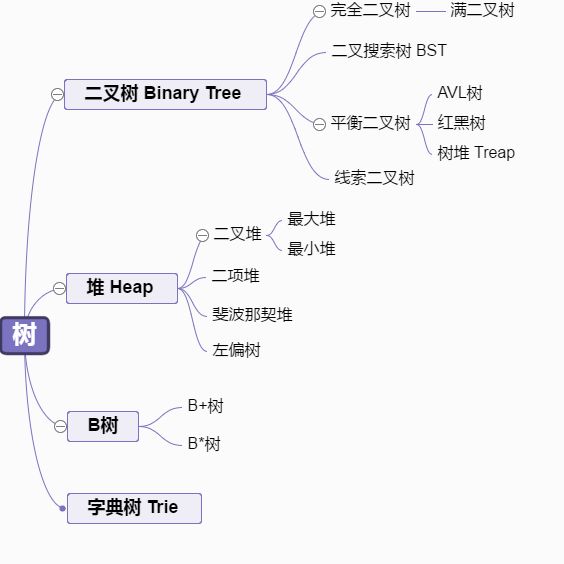 树
二叉树 Binary Tree
完全二叉树
满二叉树
二叉搜索树 BST
平衡二叉树
AVL树
红黑树
树堆 Treap
线索二叉树
堆 Heap
二叉堆
最大堆
最小堆
二项堆
斐波那契堆
左偏树
B树
B+树
B*树
字典树 Trie